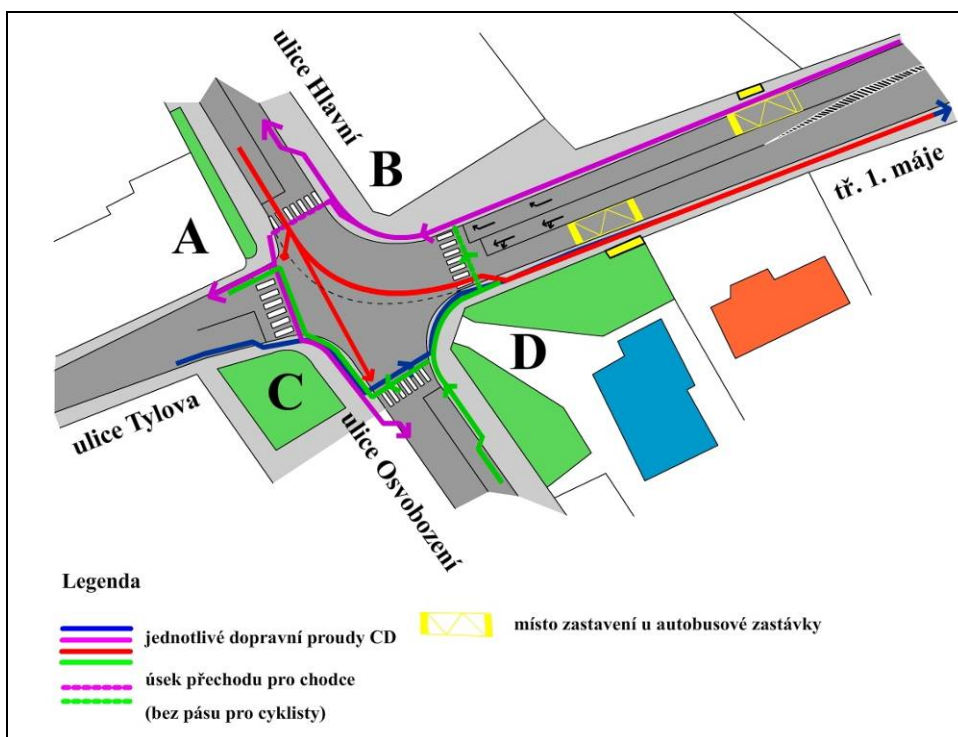 ulice Hlavní
B
tř. 1. máje
A
D
C
ulice Tylova
ulice Osvobození
Legenda
jednotlivé dopravní proudy CD
místo zastavení u autobusové zastávky
úsek přechodu pro chodce
(bez pásu pro cyklisty)